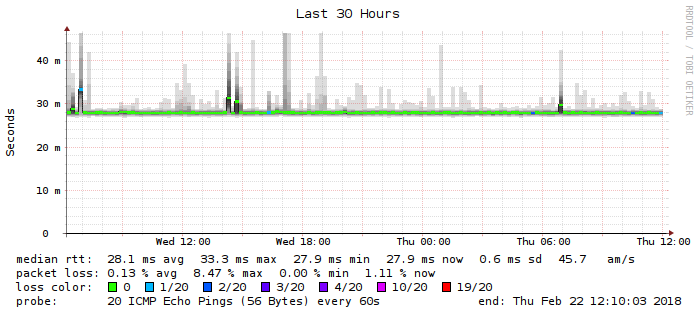 Last 30 Hours
RRDTOOL / TOBI OETIKER
Seconds
40 m
30 m
20 m
10 m
0
Wed 12:00 Wed 18:00 Thu 00:00 Thu 06:00 Thu 12:00
median rtt: 28.1 ms avg 33.3 ms max 27.9 ms min 27.9 ms now 0.6 ms sd 45.7 am/s
packet loss: 0.13 % avg 8.47 % max 0.00 % min 1.11 % now
loss color: 0 1/20 2/20 3/20 4/20 10/20 19/20
probe: 20 ICMP Echo Pings (56 Bytes) every 60s end: Thu Feb 22 12:10:03 2018